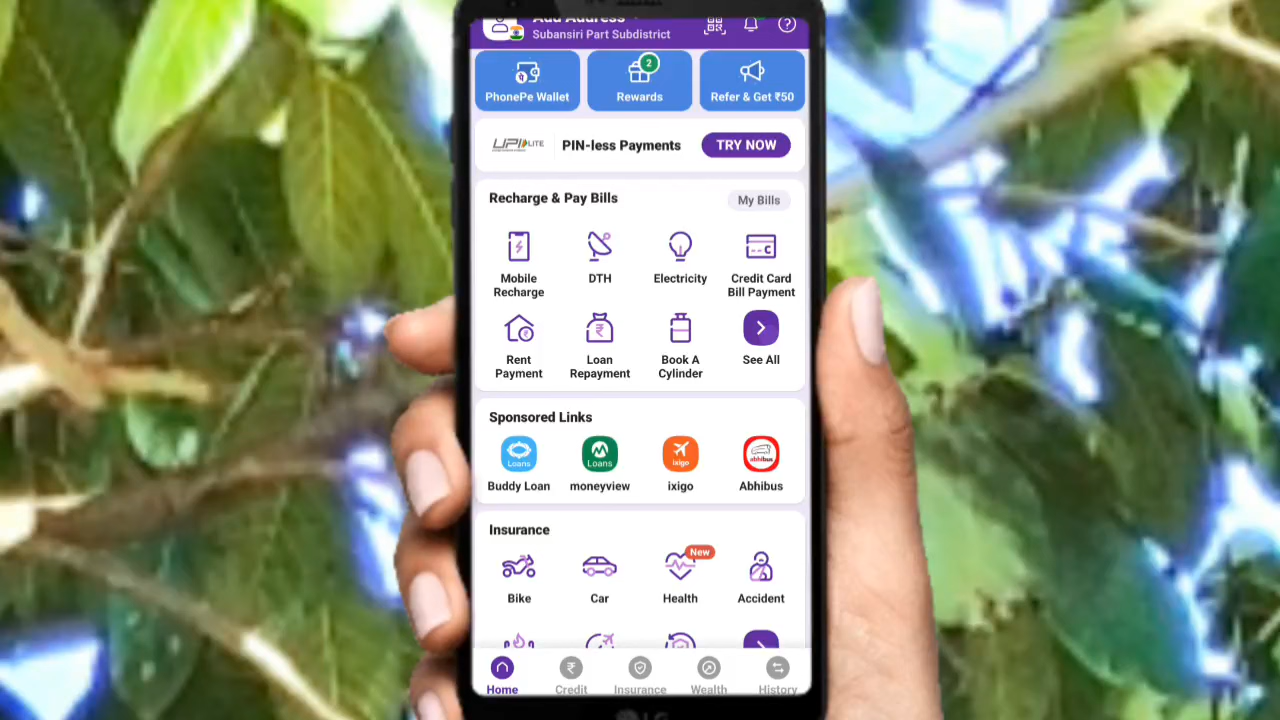 Add Address
Subansiri Part Subdistrict
PhonePe Wallet
2
Rewards
Refer & Get ₹50
UPI LITE
PIN-less Payments
TRY NOW
Recharge & Pay Bills
My Bills
Mobile
Recharge
DTH
Electricity
Credit Card
Bill Payment
Rent
Payment
Loan
Repayment
Book A
Cylinder
See All
Sponsored Links
Loans
Buddy Loan
Loans
moneyview
ixigo
ixigo
abhibus
Abhibus
Insurance
Bike
Car
New
Health
Accident
Home
Credit
Insurance
Wealth
History
LG